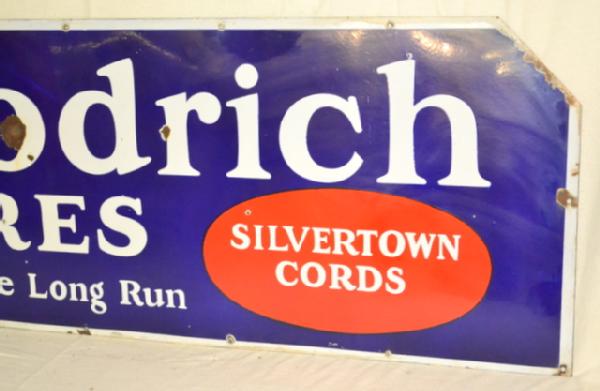 odrich
RES
e Long Run
SILVERTOWN
CORDS